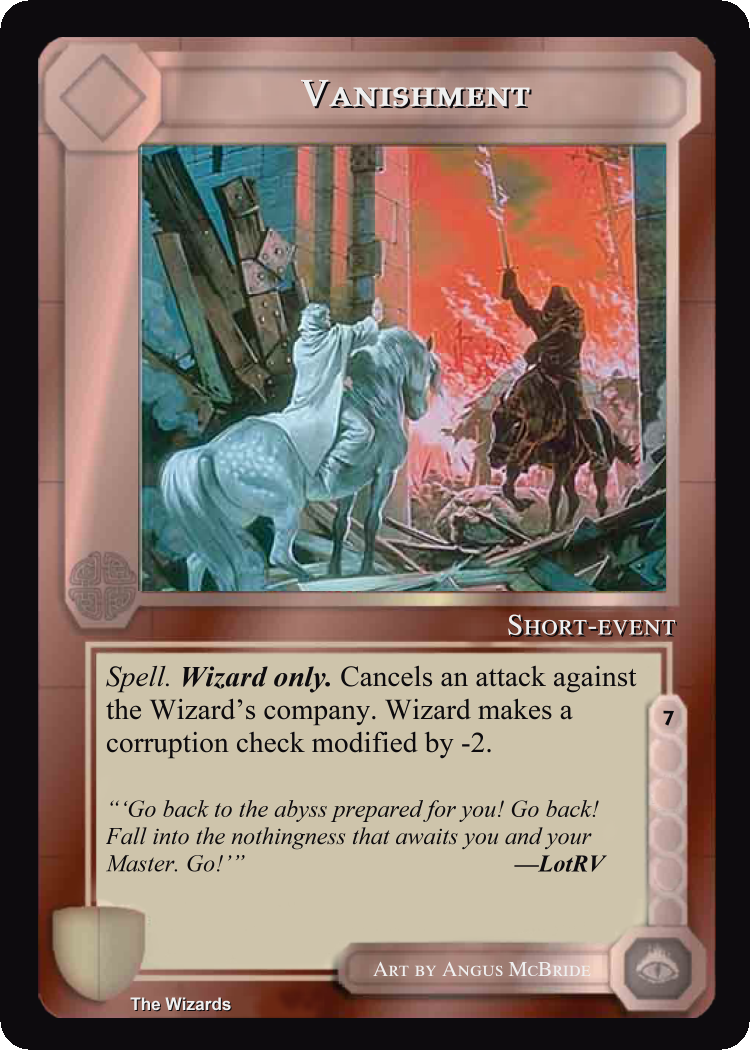 VANISHMENT
SHORT-EVENT
Spell. Wizard only. Cancels an attack against
the Wizard's company. Wizard makes a
corruption check modified by -2.
7
"'Go back to the abyss prepared for you! Go back!
Fall into the nothingness that awaits you and your
Master. Go!'" —LotRV
ART BY ANGUS MCBRIDE
The Wizards